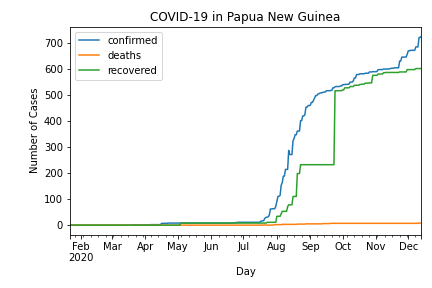 COVID-19 in Papua New Guinea
confirmed
deaths
recovered
700
600
500
400
300
200
100
0
Number of Cases
Feb Mar Apr May Jun Jul Aug Sep Oct Nov Dec
2020
Day